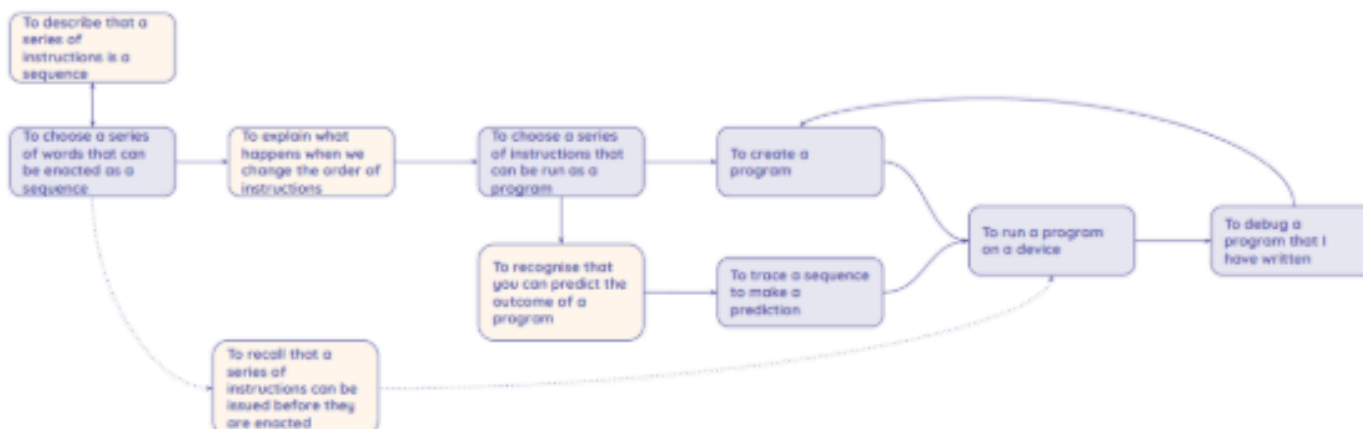 To describe that a
series of
instructions is a
sequence
To choose a series
of words that can
be enacted as a
sequence
To explain what
happens when we
change the order of
instructions
To choose a series
of instructions that
can be run as a
program
To create a
program
To recognise that
you can predict the
outcome of a
program
To trace a sequence
to make a
prediction
To run a program
on a device
To debug a
program that I
have written
To recall that a
series of
instructions can be
issued before they
are enacted